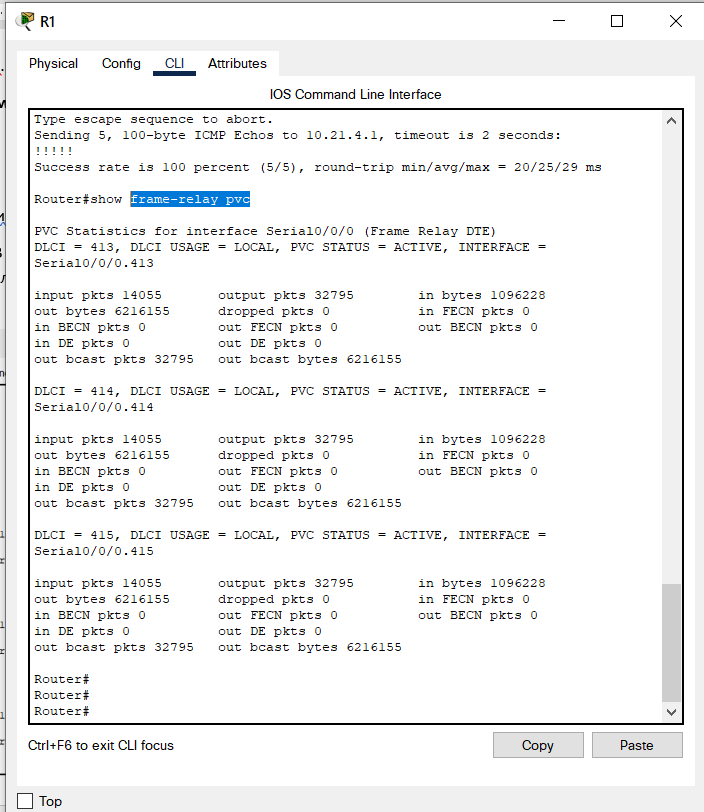 R1
Physical Config CLI Attributes
IOS Command Line Interface
Type escape sequence to abort.
Sending 5, 100-byte ICMP Echos to 10.21.4.1, timeout is 2 seconds:
!!!!!
Success rate is 100 percent (5/5), round-trip min/avg/max = 20/25/29 ms
Router#show frame-relay pvc
PVC Statistics for interface Serial0/0/0 (Frame Relay DTE)
DLCI = 413, DLCI USAGE = LOCAL, PVC STATUS = ACTIVE, INTERFACE =
Serial0/0/0.413
input pkts 14055 output pkts 32795 in bytes 1096228
out bytes 6216155 dropped pkts 0 in FECN pkts 0
in BECN pkts 0 out FECN pkts 0 out BECN pkts 0
in DE pkts 0 out DE pkts 0
out bcast pkts 32795 out bcast bytes 6216155
DLCI = 414, DLCI USAGE = LOCAL, PVC STATUS = ACTIVE, INTERFACE =
Serial0/0/0.414
input pkts 14055 output pkts 32795 in bytes 1096228
out bytes 6216155 dropped pkts 0 in FECN pkts 0
in BECN pkts 0 out FECN pkts 0 out BECN pkts 0
in DE pkts 0 out DE pkts 0
out bcast pkts 32795 out bcast bytes 6216155
DLCI = 415, DLCI USAGE = LOCAL, PVC STATUS = ACTIVE, INTERFACE =
Serial0/0/0.415
input pkts 14055 output pkts 32795 in bytes 1096228
out bytes 6216155 dropped pkts 0 in FECN pkts 0
in BECN pkts 0 out FECN pkts 0 out BECN pkts 0
in DE pkts 0 out DE pkts 0
out bcast pkts 32795 out bcast bytes 6216155
Router#
Router#
Router#
Ctrl+F6 to exit CLI focus Copy Paste
Top